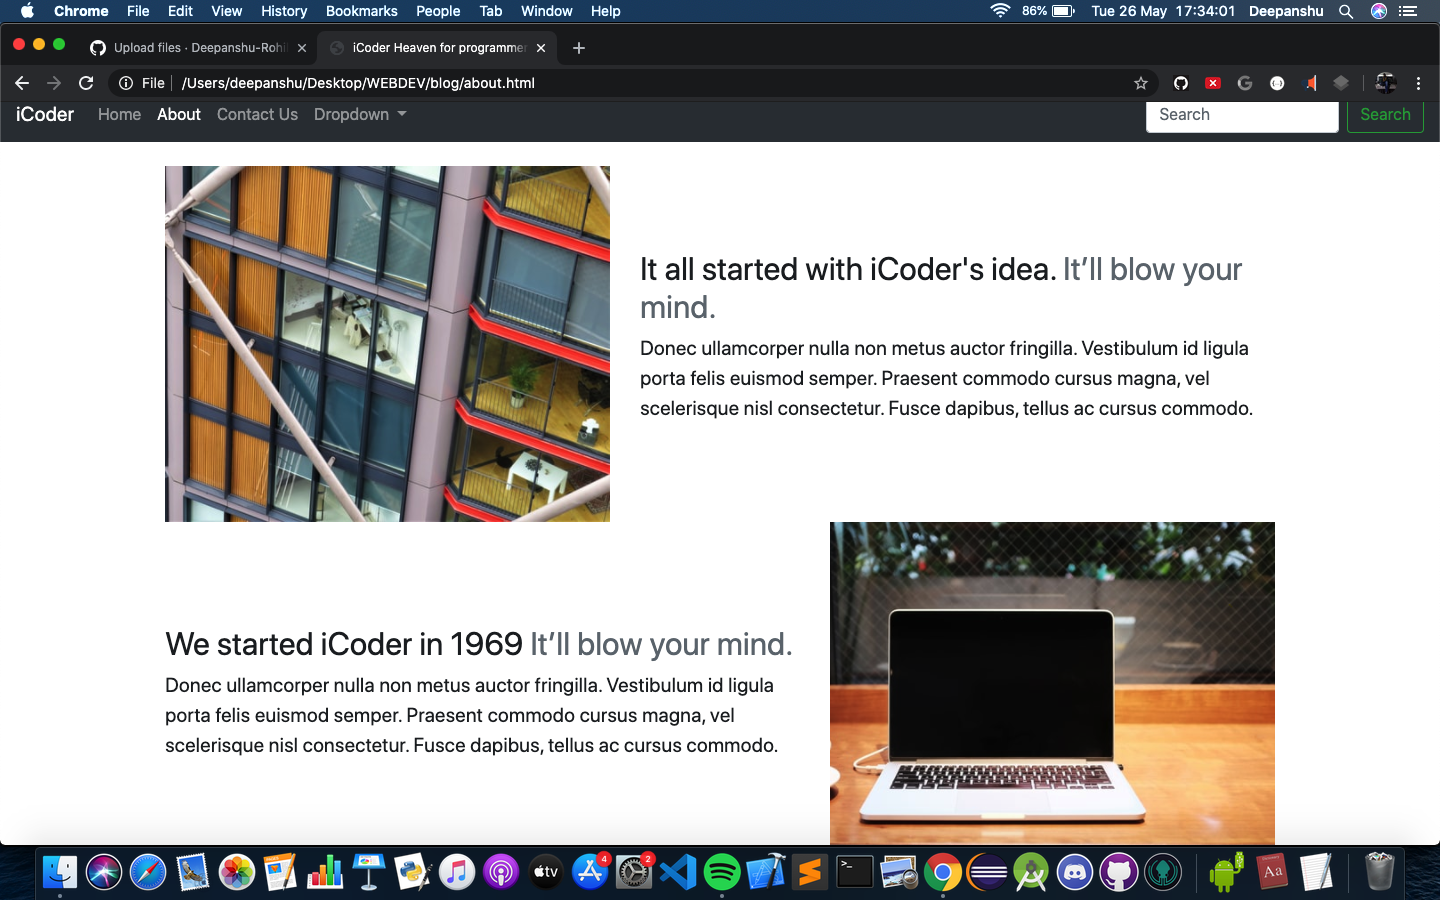 Chrome File Edit View History Bookmarks People Tab Window Help 86% Tue 26 May 17:34:01 Deepanshu
Upload files · Deepanshu-Rohi
iCoder Heaven for programmer
File /Users/deepanshu/Desktop/WEBDEV/blog/about.html
iCoder Home About Contact Us Dropdown Search Search
It all started with iCoder's idea. It’ll blow your
mind.
Donec ullamcorper nulla non metus auctor fringilla. Vestibulum id ligula
porta felis euismod semper. Praesent commodo cursus magna, vel
scelerisque nisl consectetur. Fusce dapibus, tellus ac cursus commodo.
We started iCoder in 1969 It’ll blow your mind.
Donec ullamcorper nulla non metus auctor fringilla. Vestibulum id ligula
porta felis euismod semper. Praesent commodo cursus magna, vel
scelerisque nisl consectetur. Fusce dapibus, tellus ac cursus commodo.
tv 4 2 >_ Aa